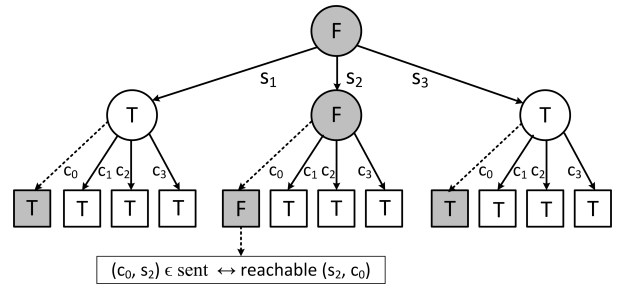 F
s₁ s₂ s₃
T F T
c₀ c₁ c₂ c₃ c₀ c₁ c₂ c₃ c₀ c₁ c₂ c₃
T T T T F T T T T T T T
(c₀, s₂) ϵ sent ↔ reachable (s₂, c₀)